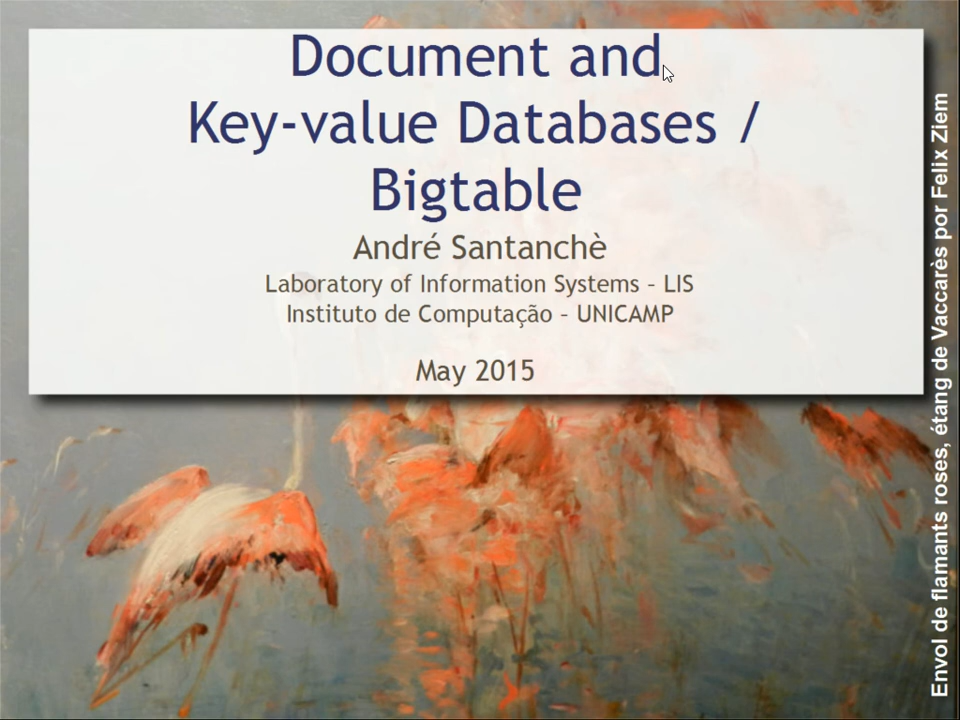 Document and
Key-value Databases /
Bigtable
André Santanchè
Laboratory of Information Systems – LIS
Instituto de Computação – UNICAMP
May 2015
Envol de flamants roses, étang de Vaccarès por Felix Ziem